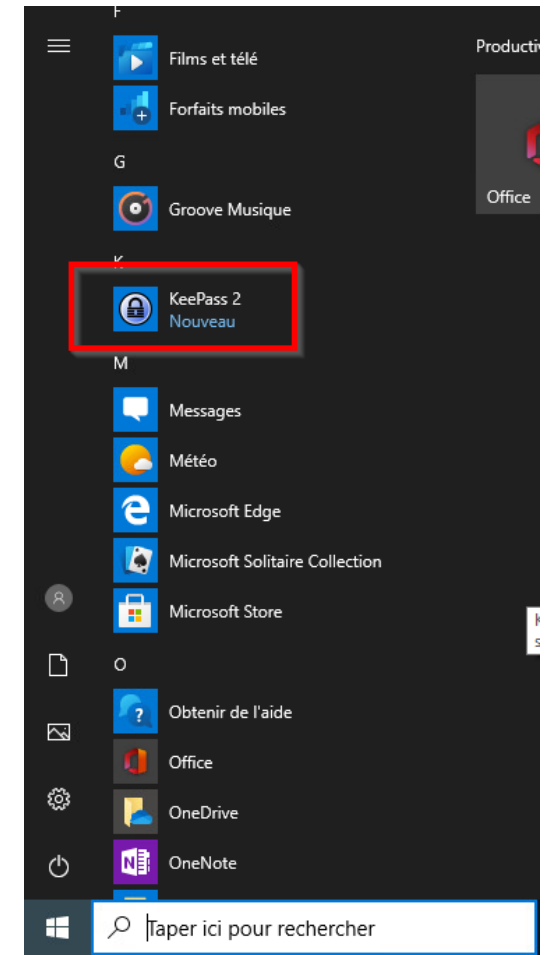 F
Films et télé
Forfaits mobiles
G
Groove Musique
K
KeePass 2
Nouveau
M
Messages
Météo
Microsoft Edge
Microsoft Solitaire Collection
Microsoft Store
O
Obtenir de l'aide
Office
OneDrive
OneNote
Taper ici pour rechercher
Productiv
Office